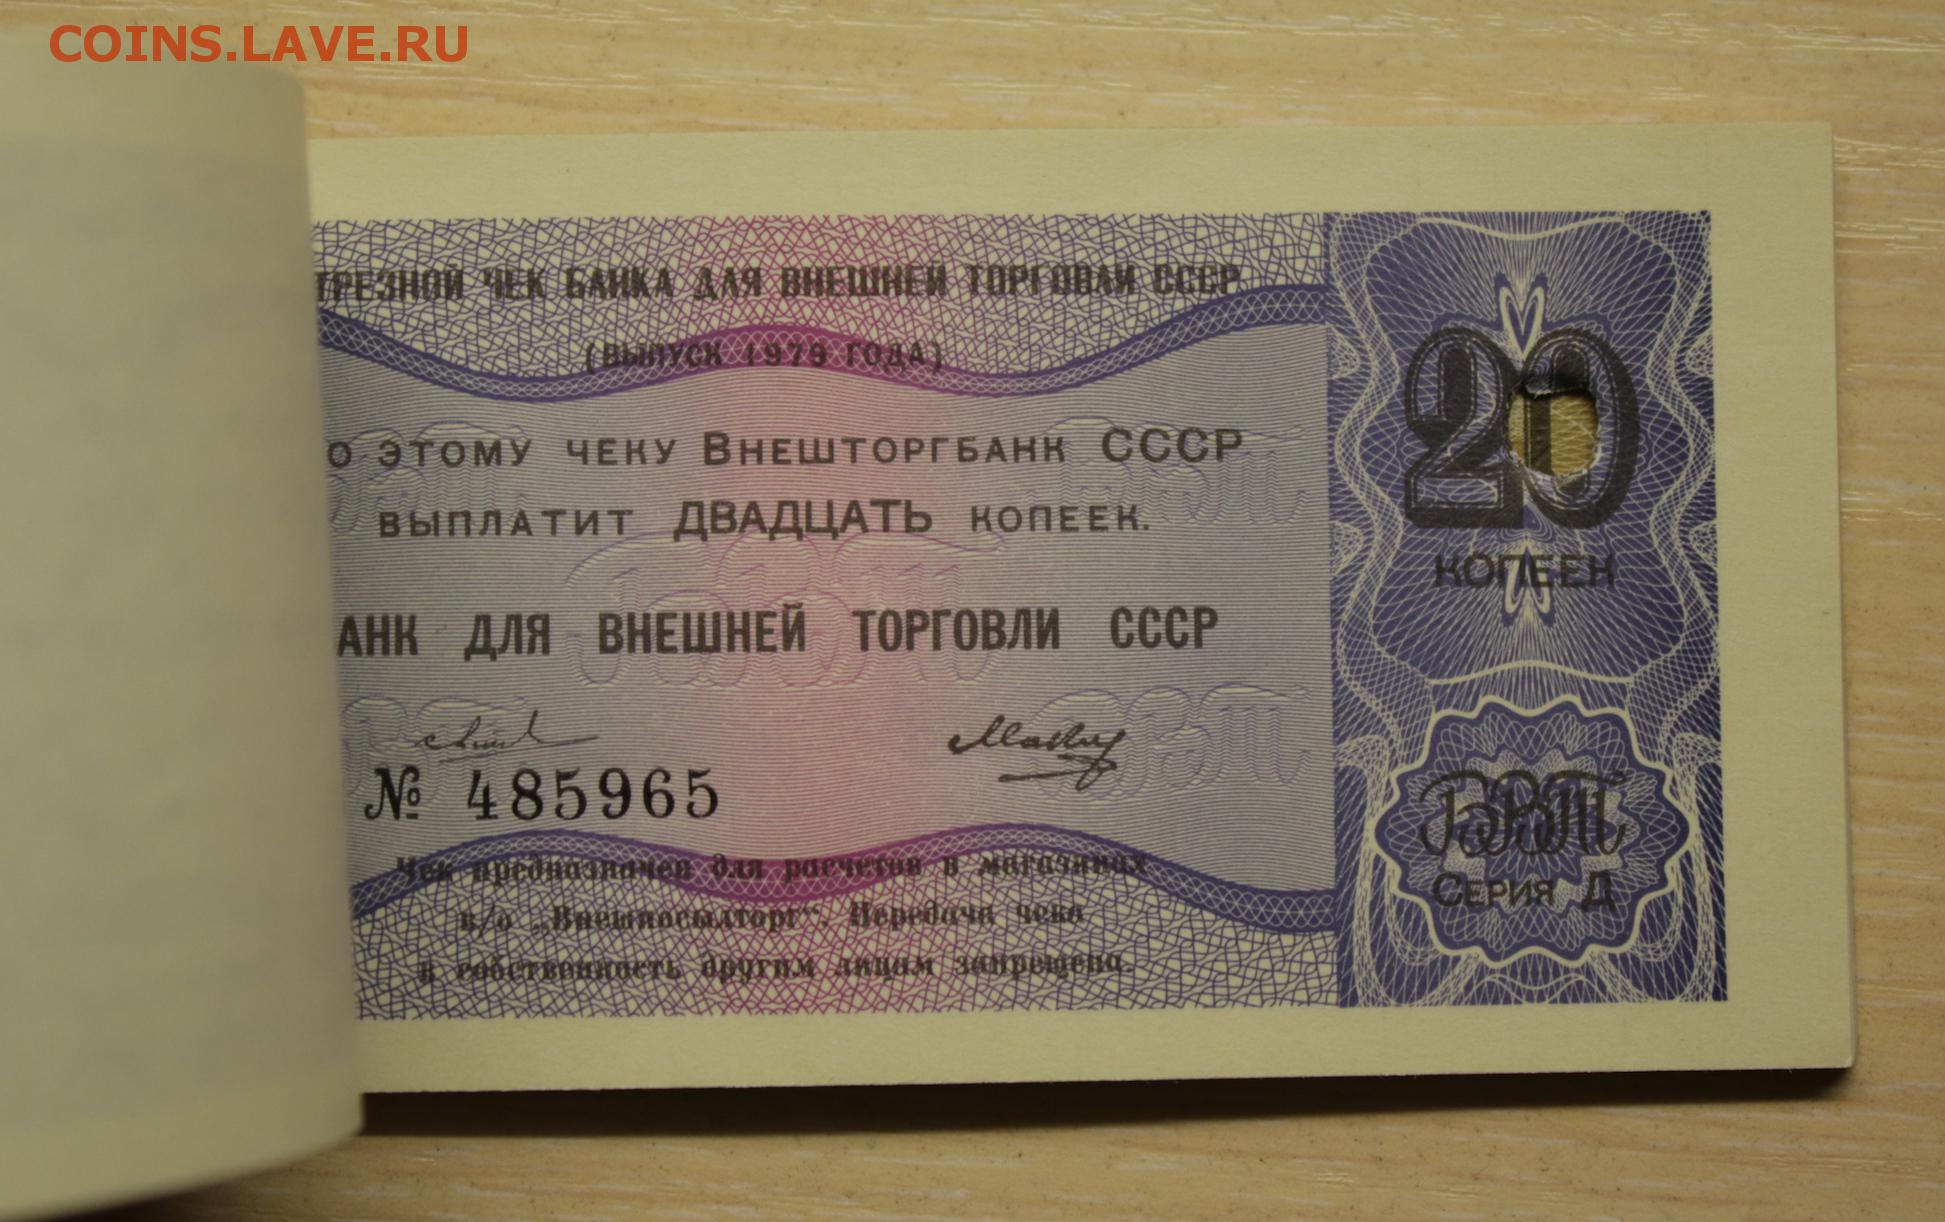 COINS.LAVE.RU
ТРЕЗНОЙ ЧЕК БАНКА ДЛЯ ВНЕШНЕЙ ТОРГОВЛИ СССР
(ВЫПУСК 1979 ГОДА)
О ЭТОМУ ЧЕКУ ВНЕШТОРГБАНК СССР
ВЫПЛАТИТ ДВАДЦАТЬ КОПЕЕК.
АНК ДЛЯ ВНЕШНЕЙ ТОРГОВЛИ СССР
№ 485965
Чек предназначен для расчетов в магазинах
в/о „Внешпосылторг“. Передача чека
в собственность другим лицам запрещена.
20
КОПЕЕК
БВТ
СЕРИЯ Д